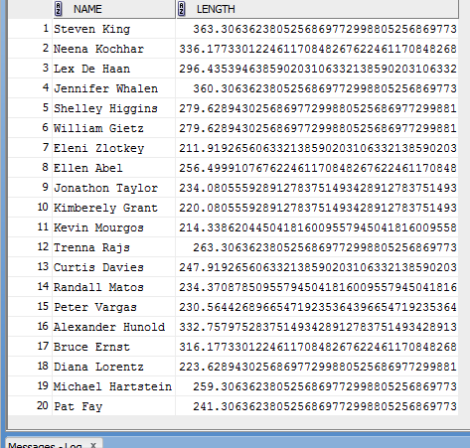 NAME LENGTH
1 Steven King 363.3063623805256869772998805256869773
2 Neena Kochhar 336.177330122461170848267622461170848268
3 Lex De Haan 296.435394638590203106332138590203106332
4 Jennifer Whalen 360.3063623805256869772998805256869773
5 Shelley Higgins 279.628943025686977299880525686977299881
6 William Gietz 279.628943025686977299880525686977299881
7 Eleni Zlotkey 211.919265606332138590203106332138590203
8 Ellen Abel 256.499910767622461170848267622461170848
9 Jonathon Taylor 234.080555928912783751493428912783751493
10 Kimberely Grant 220.080555928912783751493428912783751493
11 Kevin Mourgos 214.338620445041816009557945041816009558
12 Trenna Rajs 263.3063623805256869772998805256869773
13 Curtis Davies 247.919265606332138590203106332138590203
14 Randall Matos 234.370878509557945041816009557945041816
15 Peter Vargas 230.564426896654719235364396654719235364
16 Alexander Hunold 332.757975283751493428912783751493428913
17 Bruce Ernst 316.177330122461170848267622461170848268
18 Diana Lorentz 223.628943025686977299880525686977299881
19 Michael Hartstein 259.3063623805256869772998805256869773
20 Pat Fay 241.3063623805256869772998805256869773
Messages - Log x